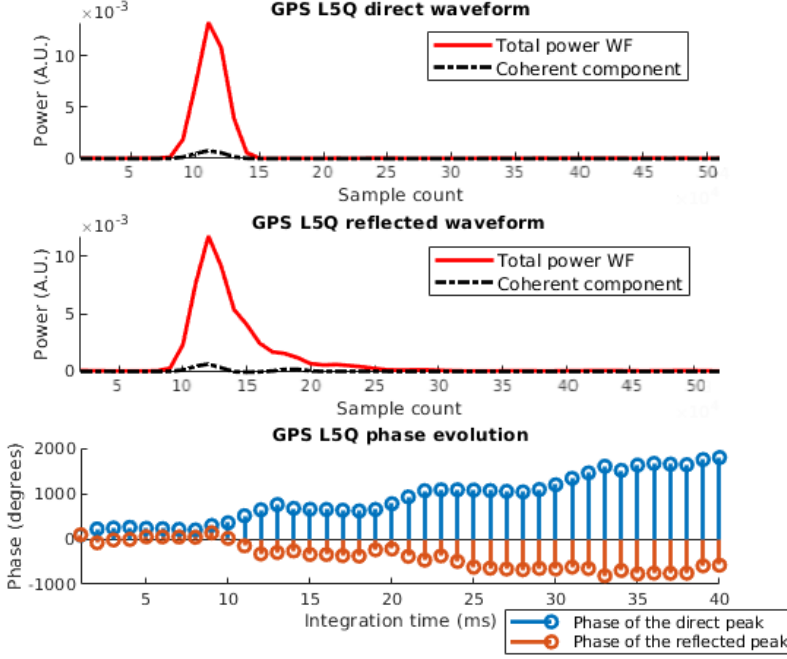 GPS L5Q direct waveform
×10-3
Power (A.U.)
10
5
0
Total power WF
Coherent component
5 10 15 20 25 30 35 40 45 50
Sample count
GPS L5Q reflected waveform
×10-3
Power (A.U.)
10
5
0
Total power WF
Coherent component
5 10 15 20 25 30 35 40 45 50
Sample count
GPS L5Q phase evolution
Phase (degrees)
2000
1000
0
-1000
5 10 15 20 25 30 35 40
Integration time (ms)
Phase of the direct peak
Phase of the reflected peak